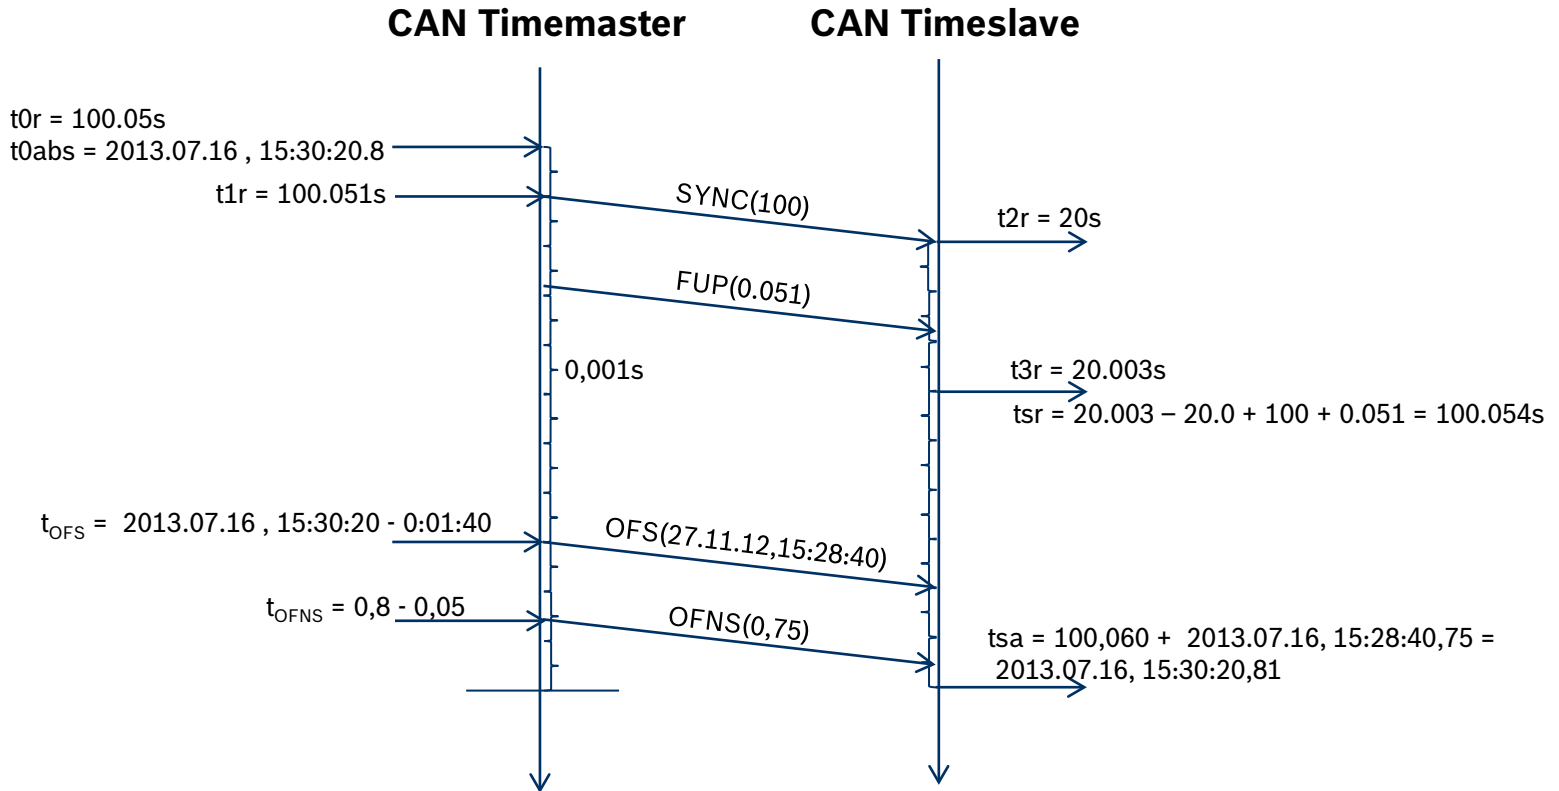 CAN Timemaster
CAN Timeslave
t0r = 100.05s
t0abs = 2013.07.16 , 15:30:20.8
t1r = 100.051s
SYNC(100)
t2r = 20s
FUP(0.051)
0,001s
t3r = 20.003s
tsr = 20.003 – 20.0 + 100 + 0.051 = 100.054s
tOFS = 2013.07.16 , 15:30:20 - 0:01:40
OFS(27.11.12,15:28:40)
tOFNS = 0,8 - 0,05
OFNS(0,75)
tsa = 100,060 + 2013.07.16, 15:28:40,75 =
2013.07.16, 15:30:20,81